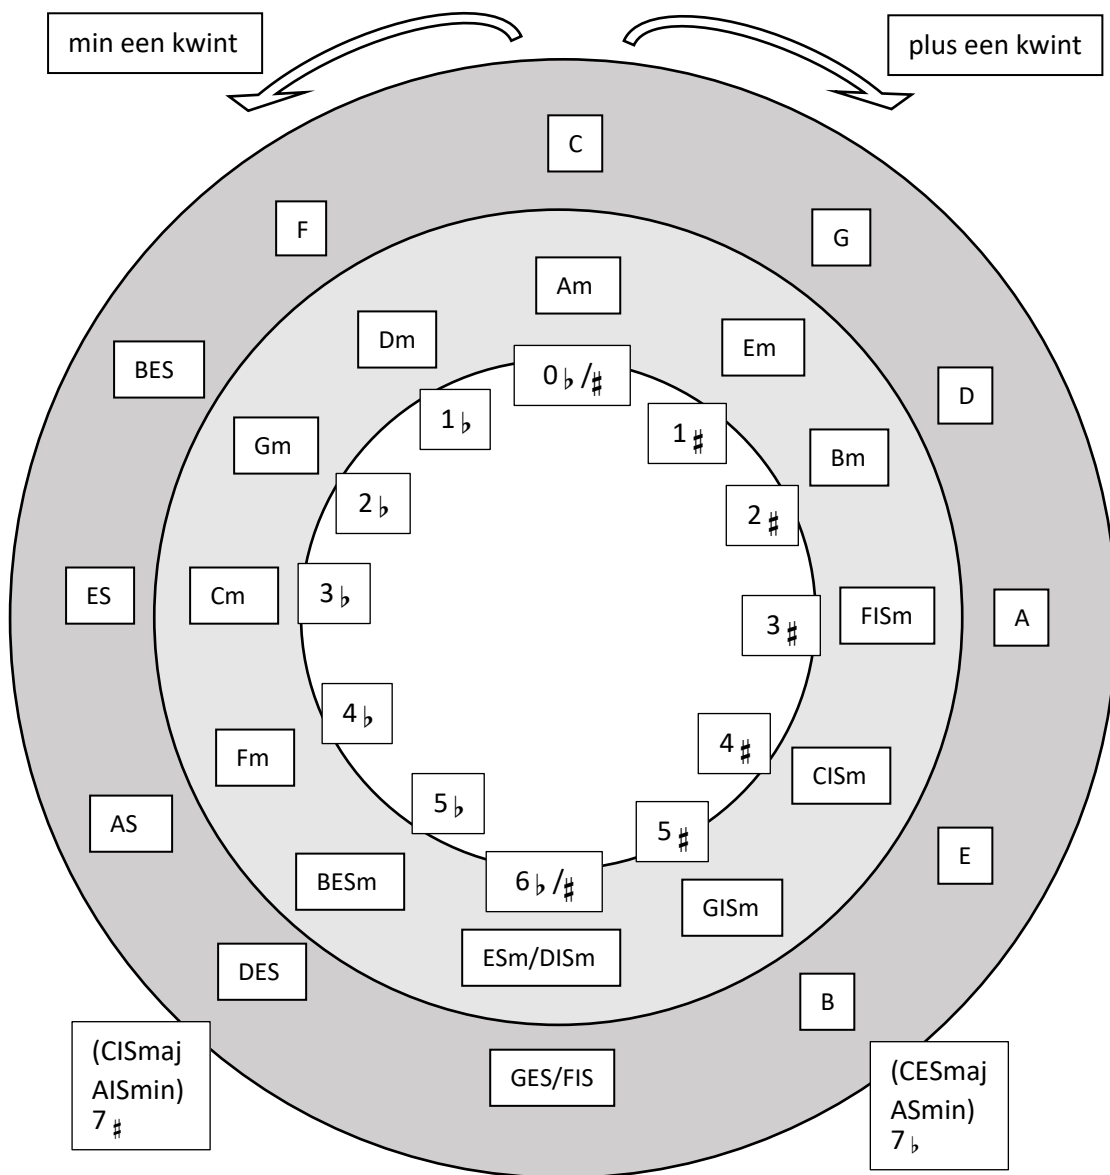 min een kwint
plus een kwint
C
F
G
Am
Dm
Em
BES
0♭/♯
D
1♭
1♯
Gm
Bm
2♭
2♯
ES
Cm
3♭
3♯
FISm
A
4♭
4♯
Fm
CISm
AS
5♭
5♯
E
BESm
6♭/♯
GISm
DES
ESm/DISm
B
(CISmaj
AISmin)
7♯
GES/FIS
(CESmaj
ASmin)
7♭